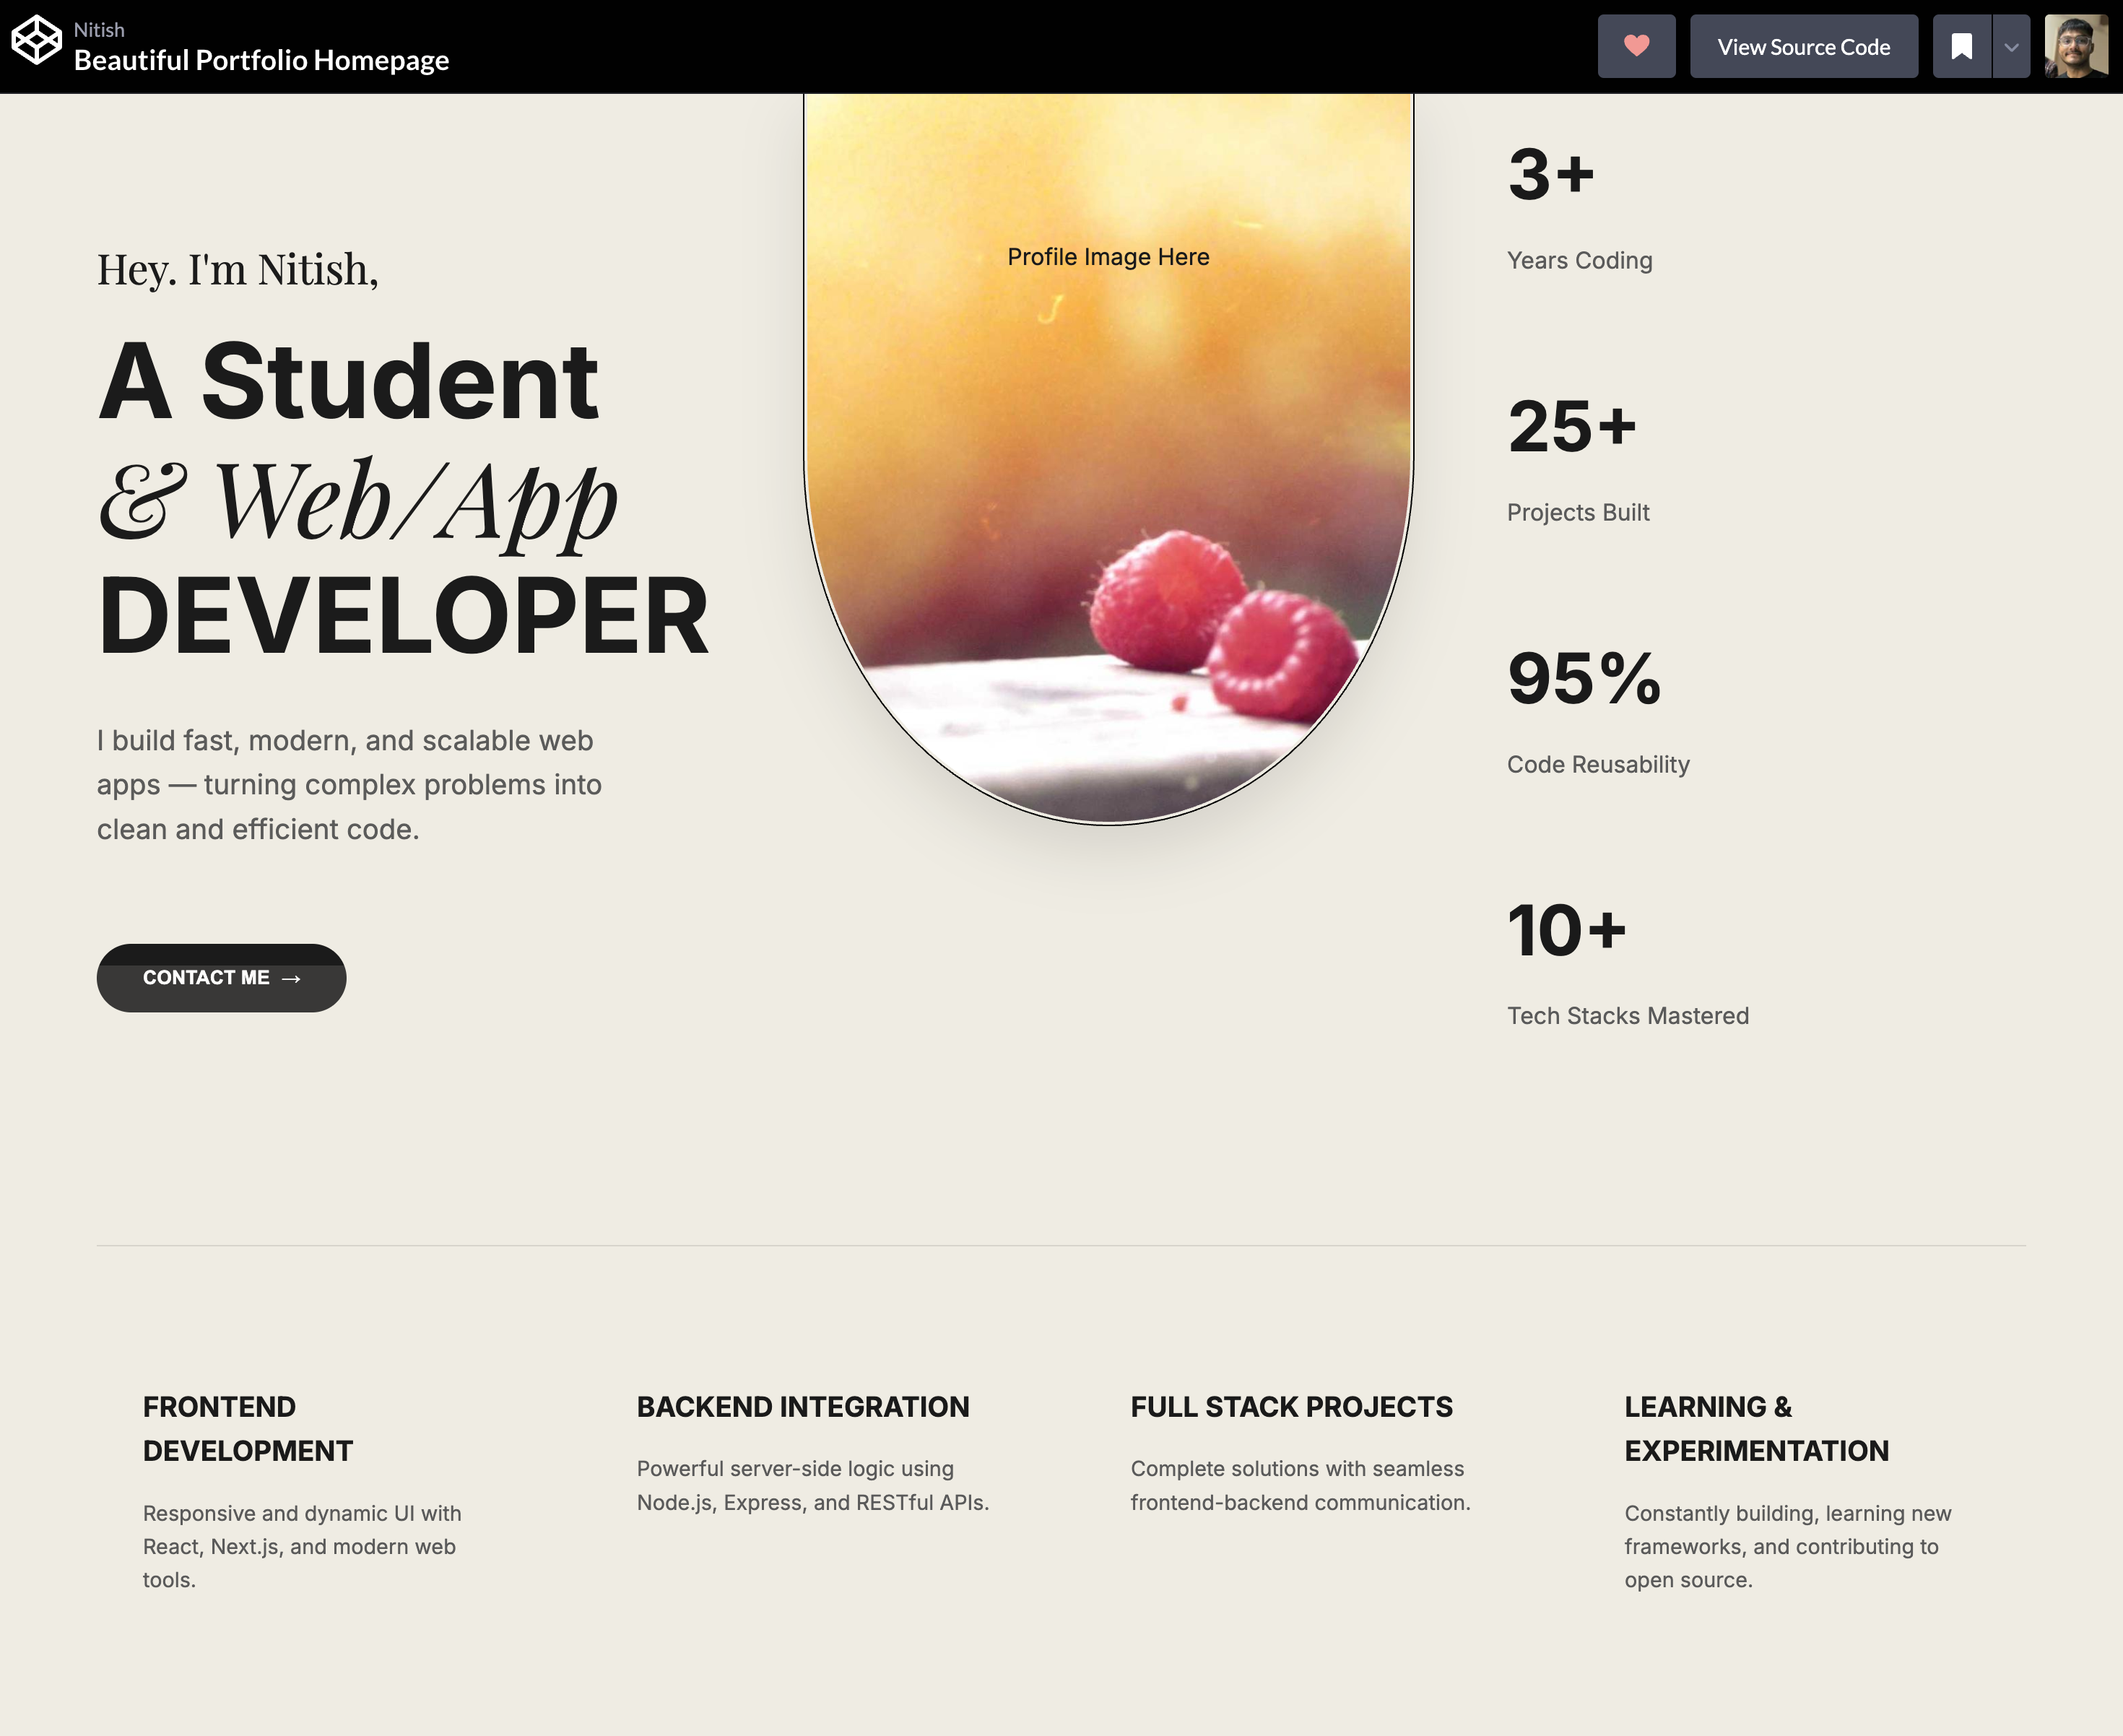 Nitish
Beautiful Portfolio Homepage
View Source Code
Hey. I'm Nitish,
A Student
& Web/App
DEVELOPER
I build fast, modern, and scalable web
apps — turning complex problems into
clean and efficient code.
CONTACT ME →
Profile Image Here
3+
Years Coding
25+
Projects Built
95%
Code Reusability
10+
Tech Stacks Mastered
FRONTEND
DEVELOPMENT
Responsive and dynamic UI with
React, Next.js, and modern web
tools.
BACKEND INTEGRATION
Powerful server-side logic using
Node.js, Express, and RESTful APIs.
FULL STACK PROJECTS
Complete solutions with seamless
frontend-backend communication.
LEARNING &
EXPERIMENTATION
Constantly building, learning new
frameworks, and contributing to
open source.